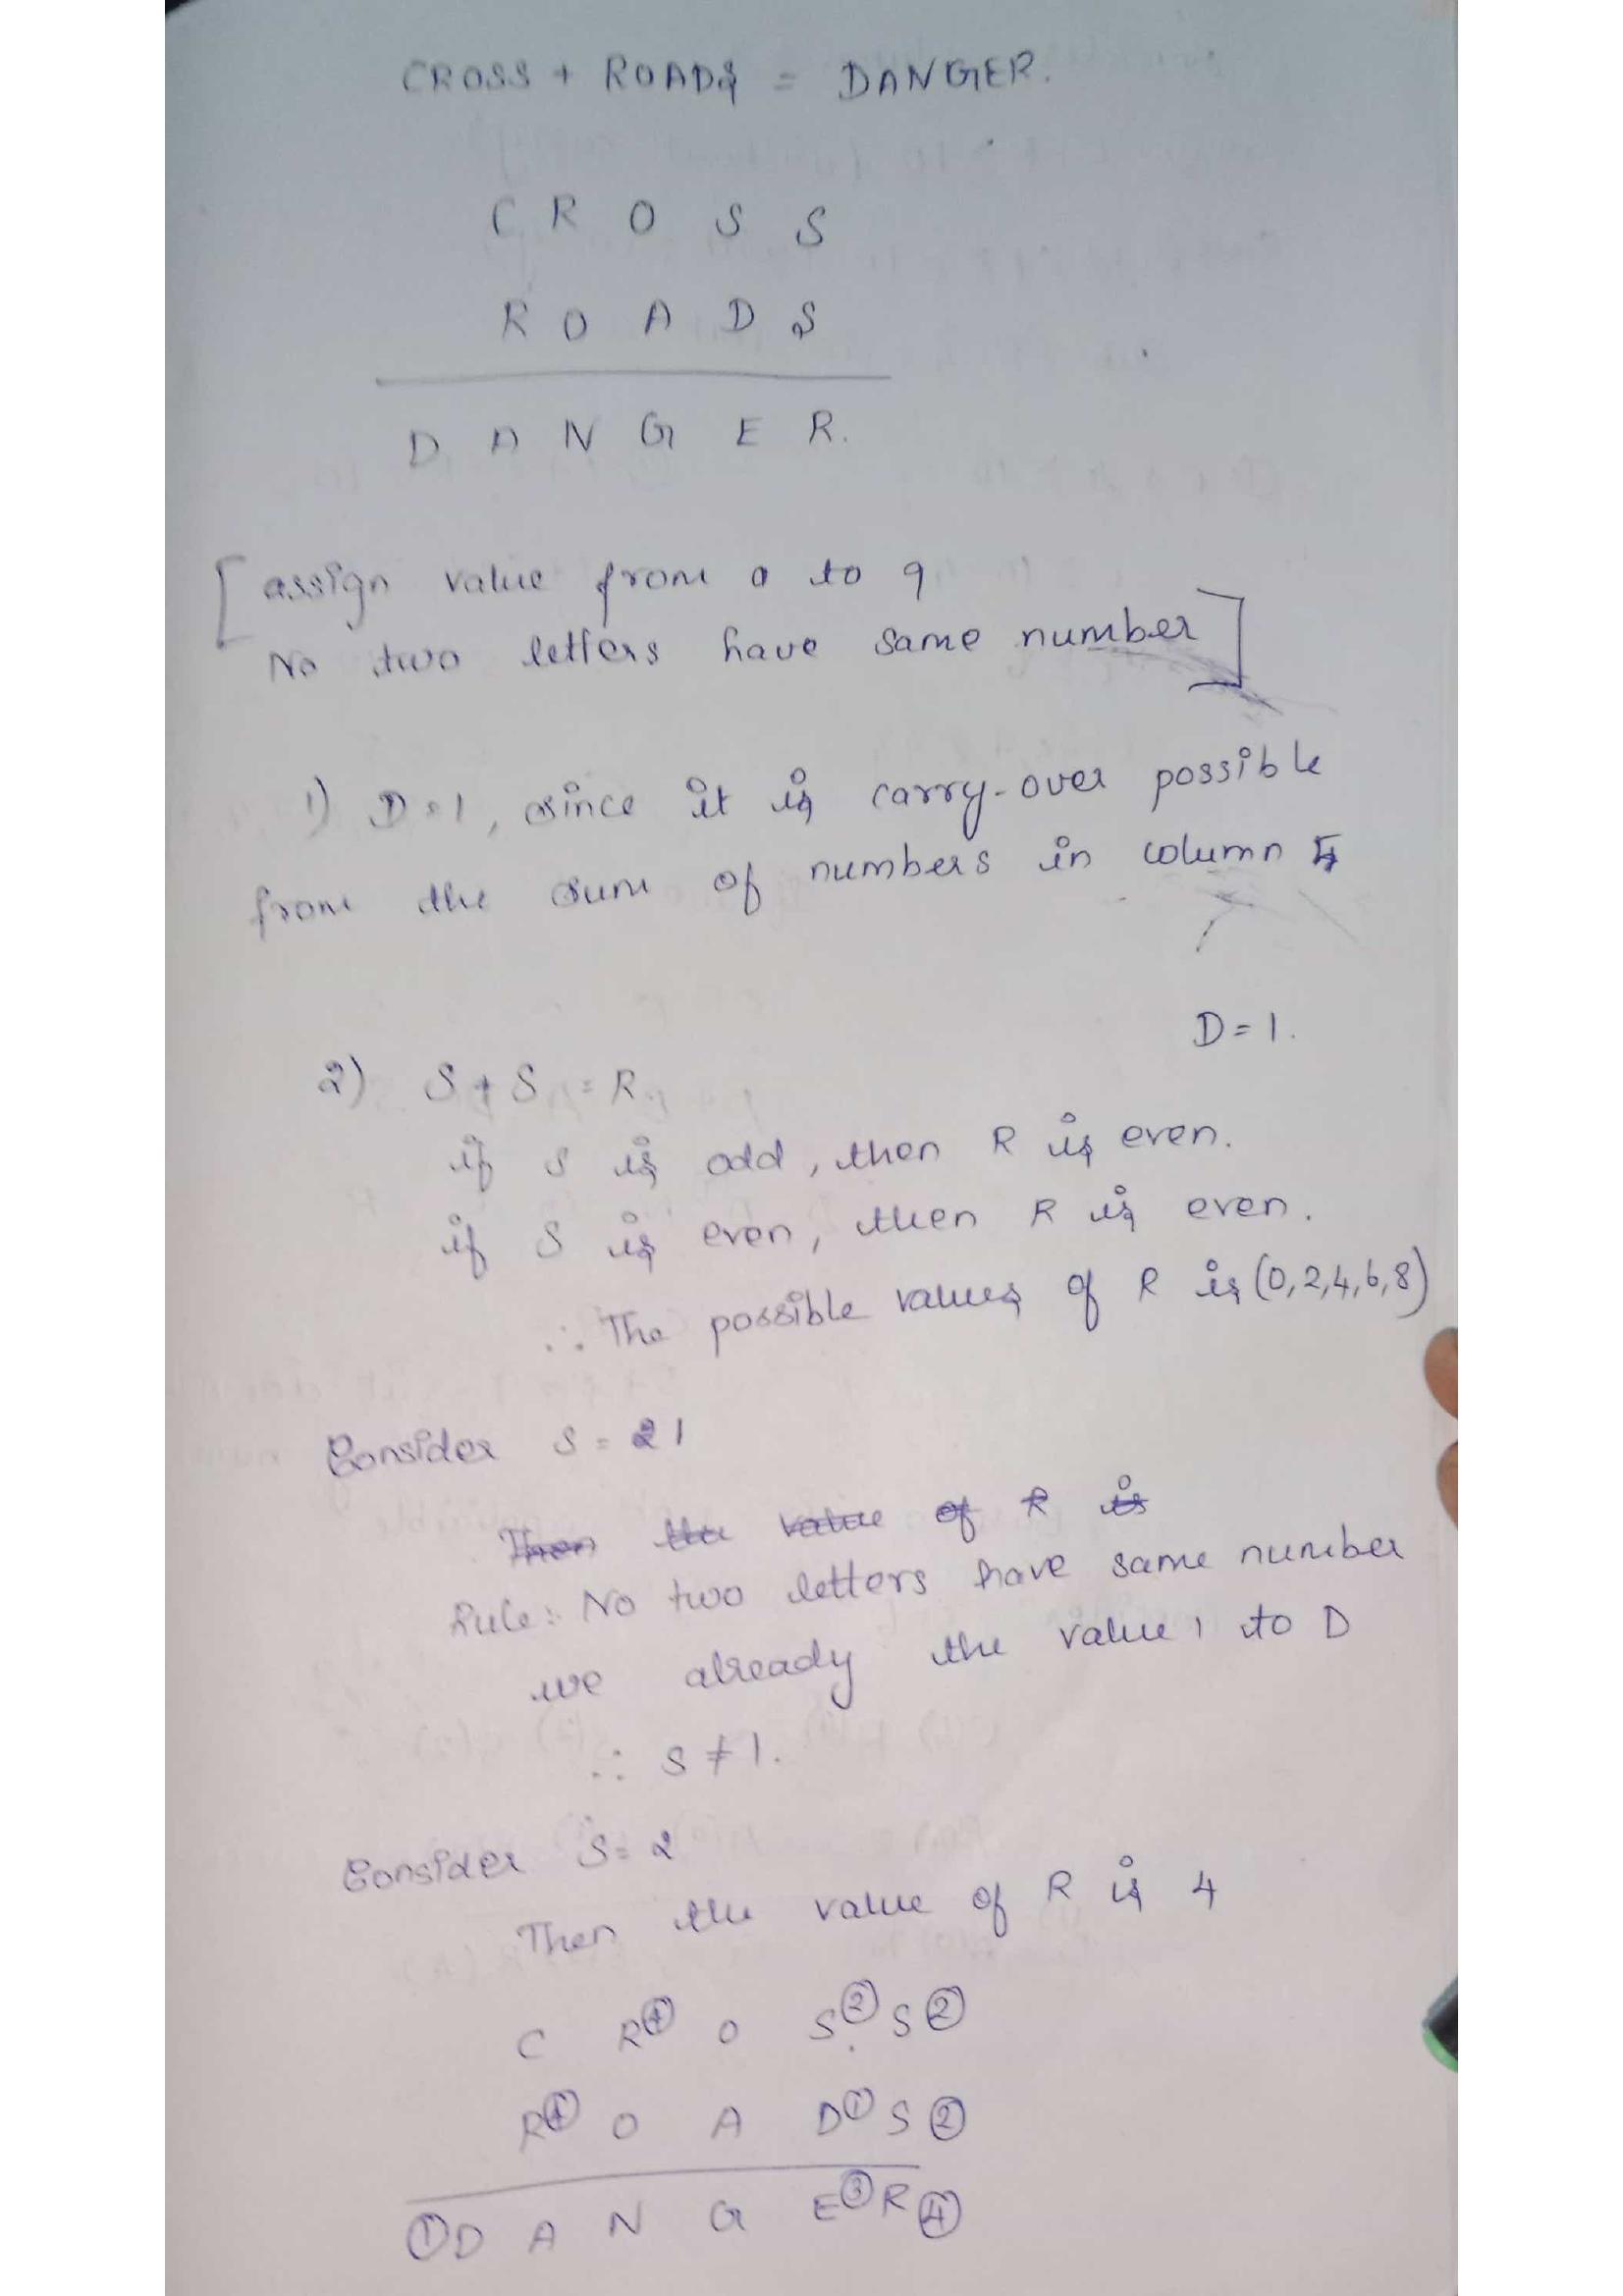 CROSS + ROADS = DANGER.
C R O S S
R O A D S
D A N G E R.
[assign value from 0 to 9
No two letters have same number]
1) D=1, since it is carry-over possible
from the sum of numbers in column 5
D=1.
2) S+S = R.
if S is odd, then R is even.
if S is even, then R is even.
∴ The possible values of R is (0,2,4,6,8)
Consider S = 1
Then the value of R is
Rule: No two letters have same number
we already the value 1 to D
∴ S ≠ 1.
Consider S = 2
Then the value of R is 4
C R④ O S② S②
R④ O A D① S②
①D A N G E③ R④